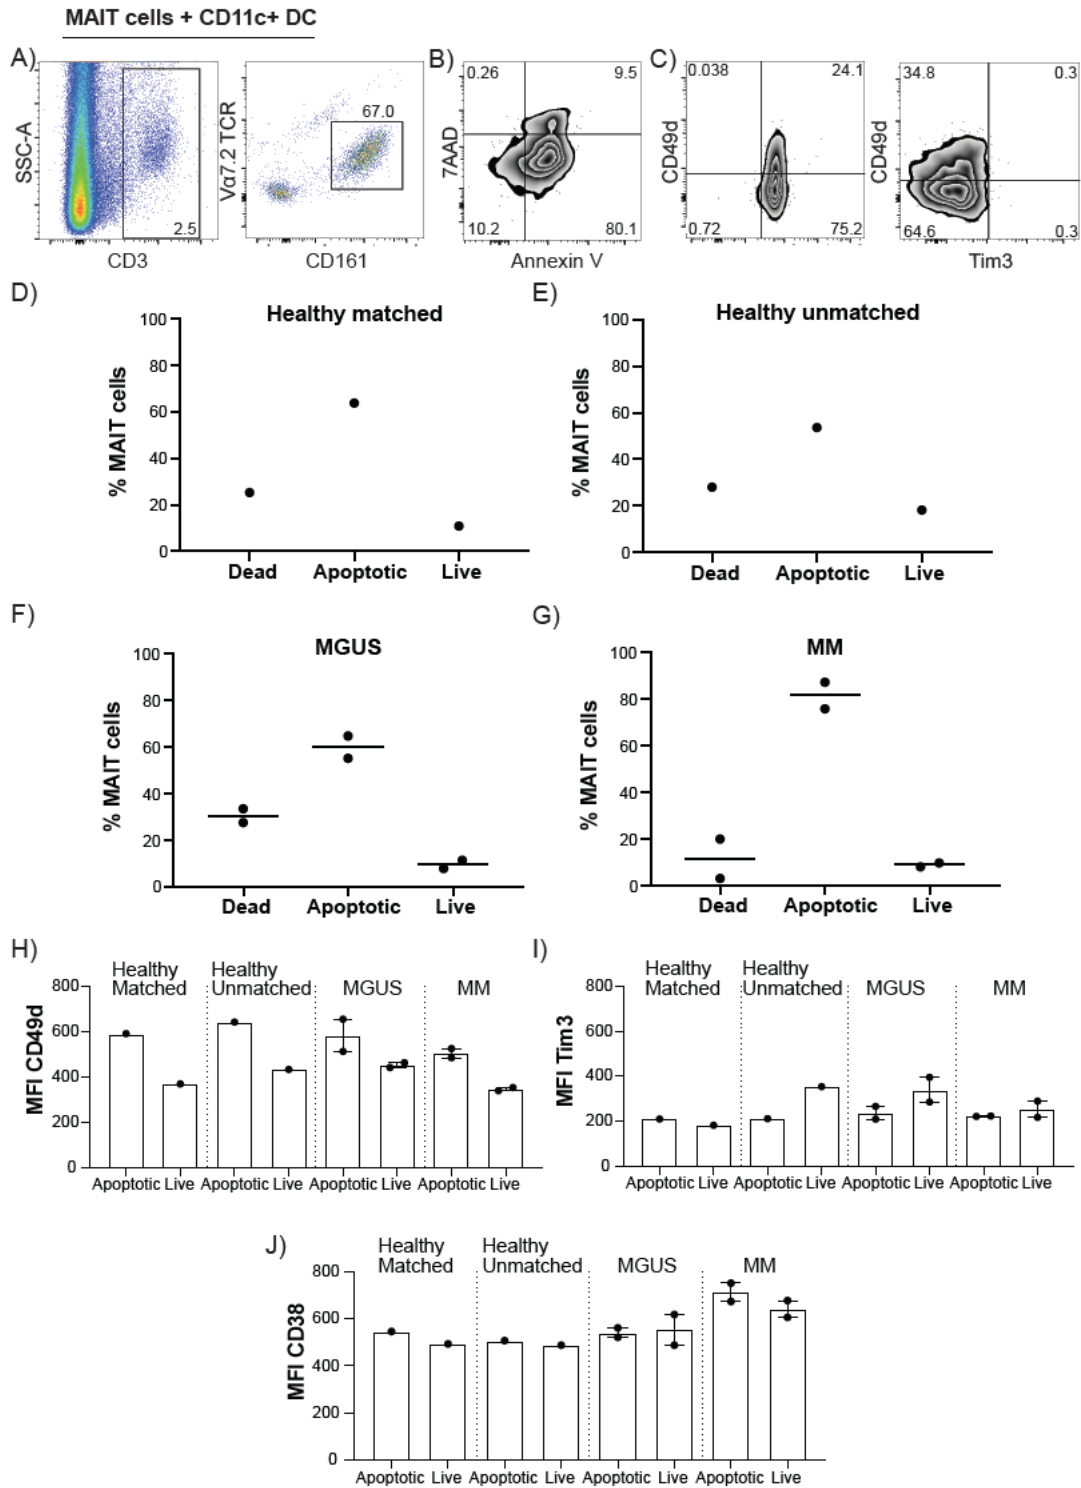 MAIT cells + CD11c+ DC
A)
SSC-A
2.5
CD3
Vα7.2 TCR
67.0
CD161
B)
0.26 9.5
7AAD
10.2 80.1
Annexin V
C)
0.038 24.1
CD49d
0.72 75.2
34.8 0.3
CD49d
64.6 0.3
Tim3
D)
Healthy matched
% MAIT cells
100
80
60
40
20
0
Dead Apoptotic Live
E)
Healthy unmatched
% MAIT cells
100
80
60
40
20
0
Dead Apoptotic Live
F)
MGUS
% MAIT cells
100
80
60
40
20
0
Dead Apoptotic Live
G)
MM
% MAIT cells
100
80
60
40
20
0
Dead Apoptotic Live
H)
Healthy Healthy
Matched Unmatched MGUS MM
MFI CD49d
800
600
400
200
0
Apoptotic Live Apoptotic Live Apoptotic Live Apoptotic Live
I)
Healthy Healthy
Matched Unmatched MGUS MM
MFI Tim3
800
600
400
200
0
Apoptotic Live Apoptotic Live Apoptotic Live Apoptotic Live
J)
Healthy Healthy
Matched Unmatched MGUS MM
MFI CD38
800
600
400
200
0
Apoptotic Live Apoptotic Live Apoptotic Live Apoptotic Live